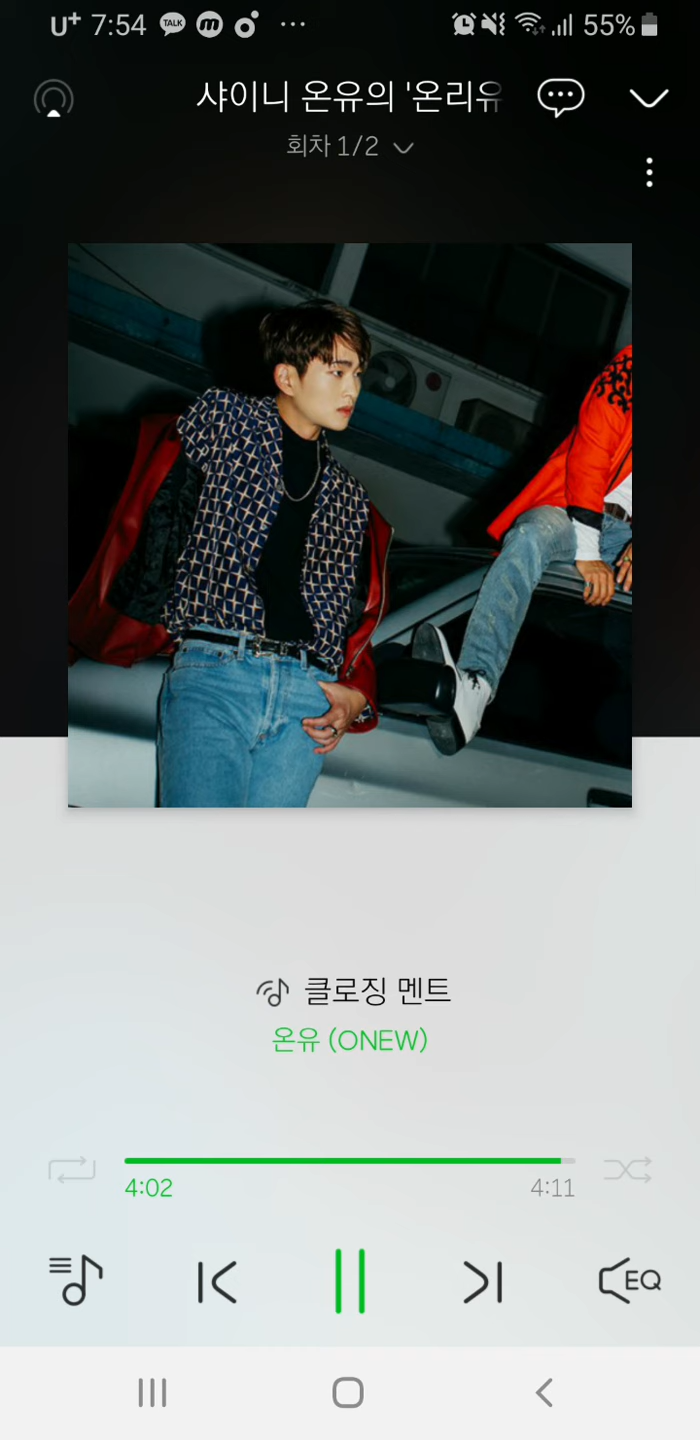 U+ 7:54 TALK m 55%
샤이니 온유의 '온리유
회차 1/2
클로징 멘트
온유 (ONEW)
4:02 4:11
EQ